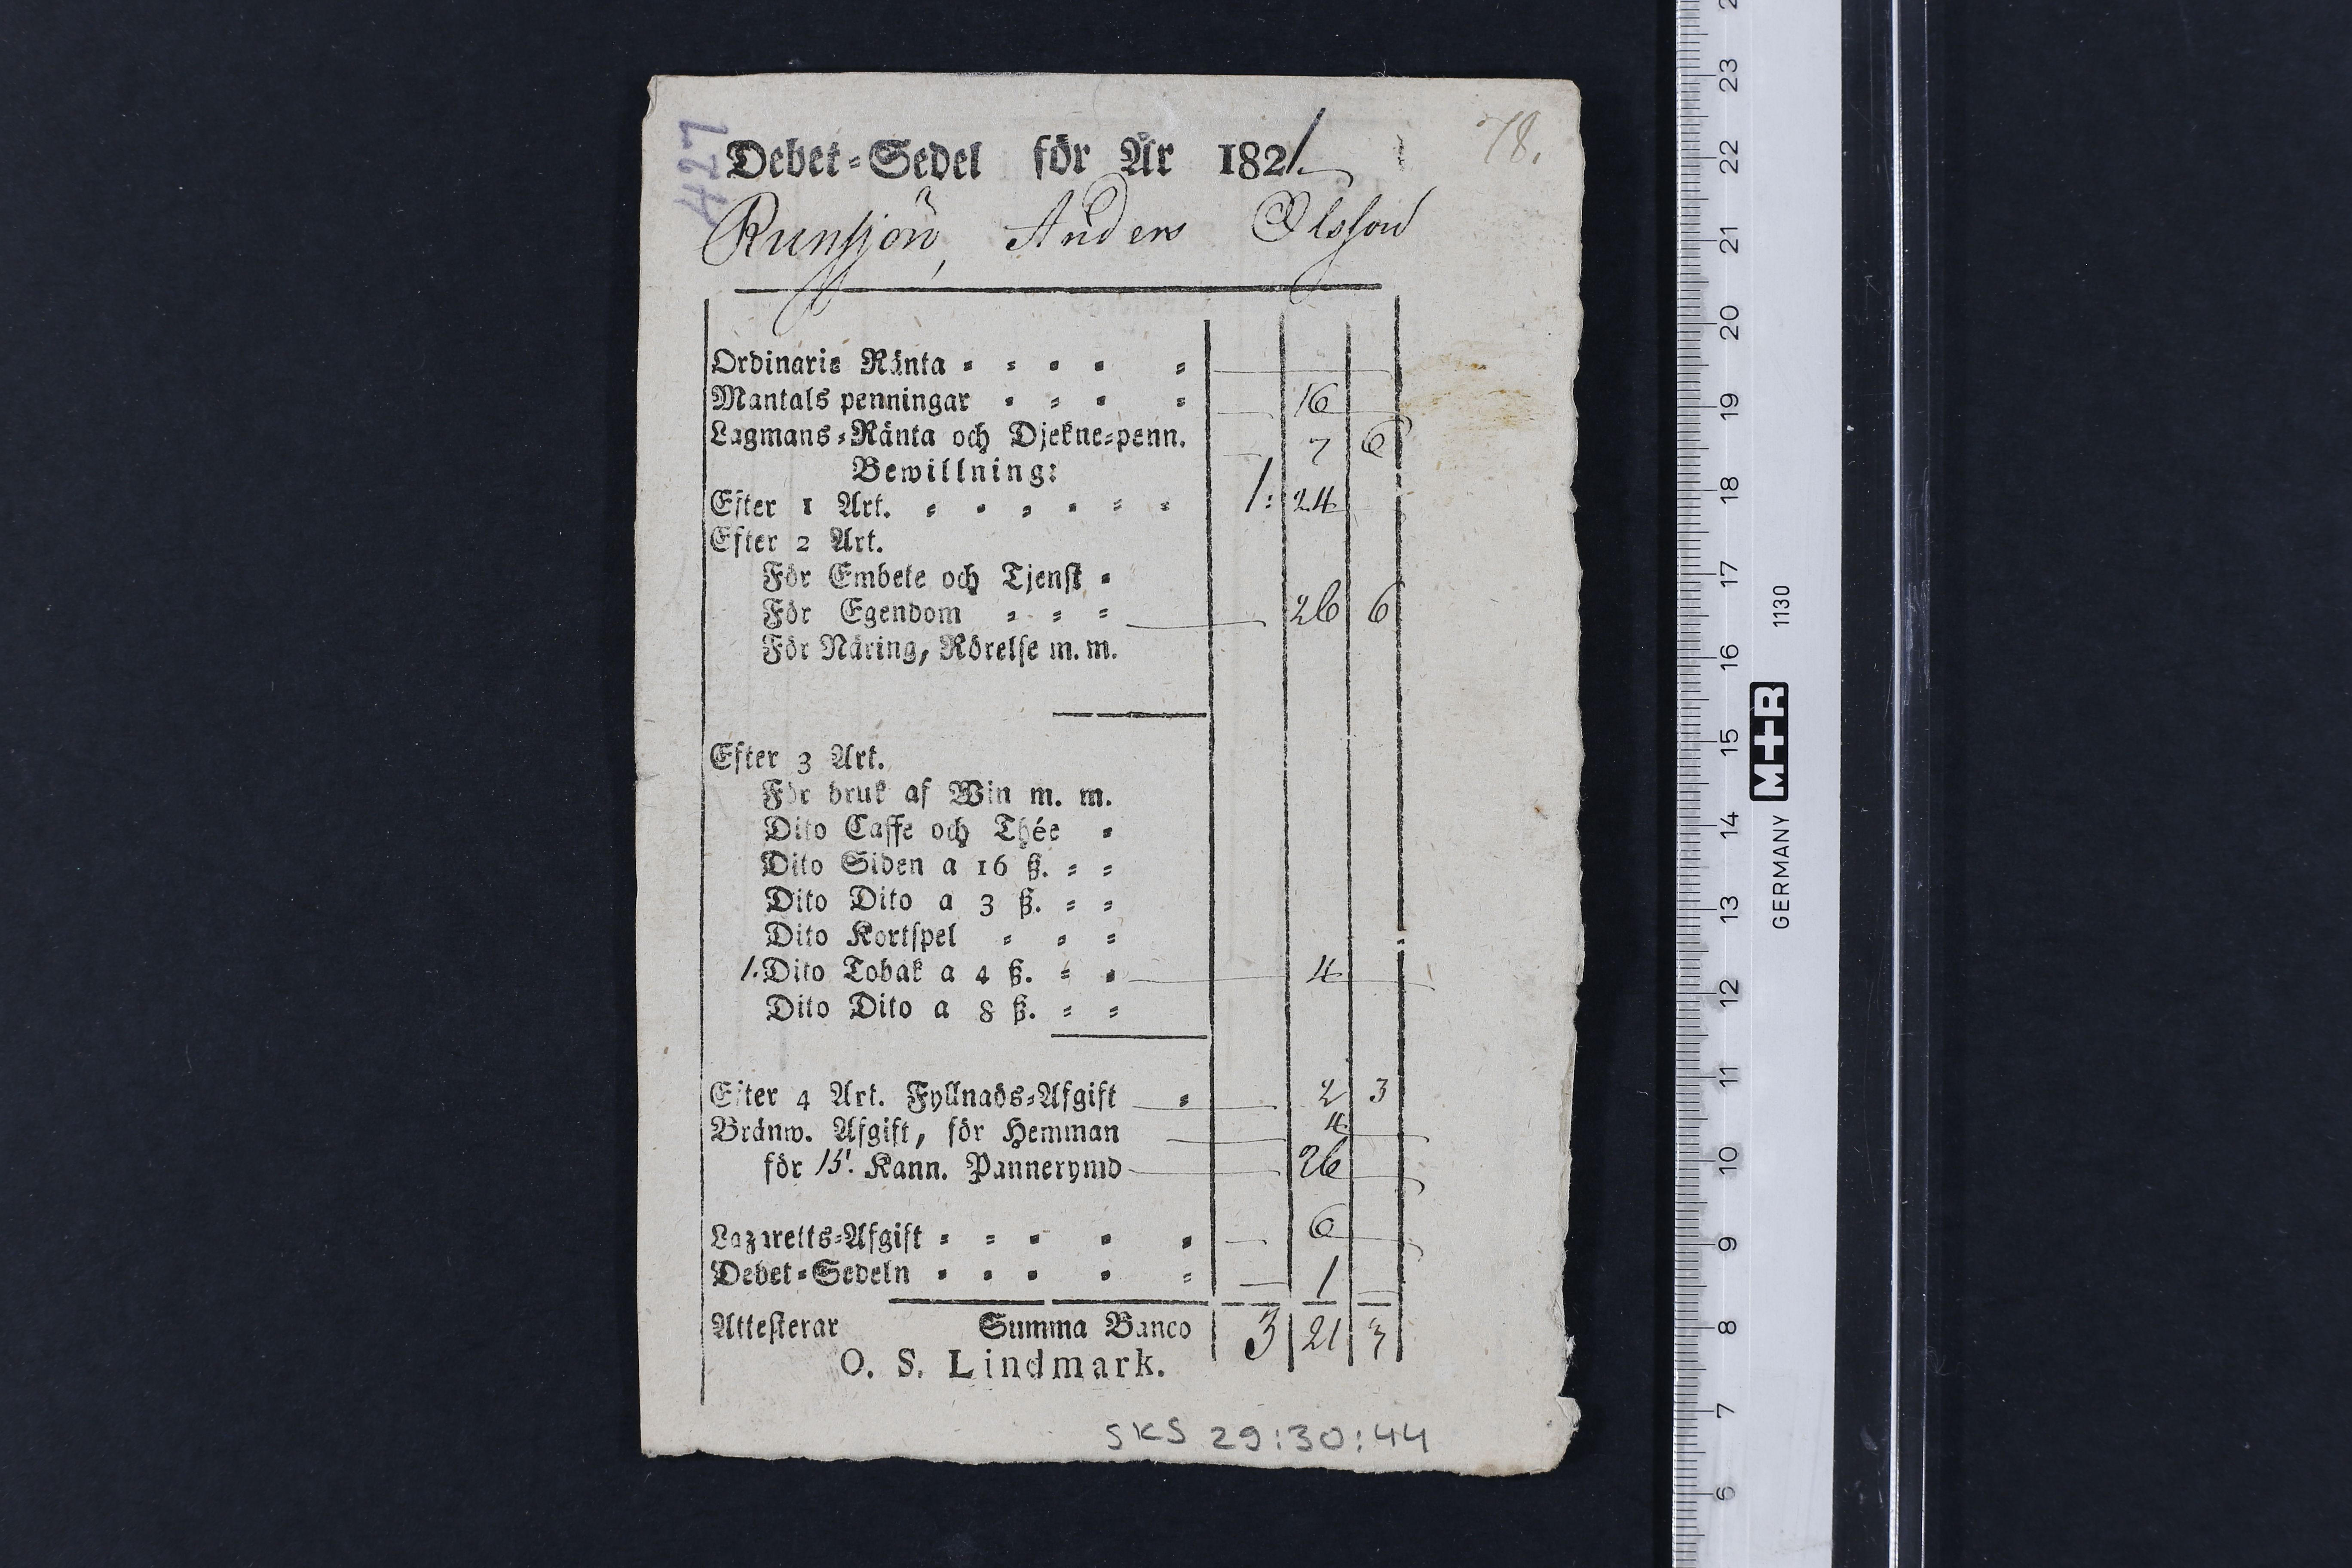 427
78.
Debet=Sedel för År 1821.
Runsjön, Anders Olsson
Ordinarie Ränta = = = = =
Mantals penningar = = = = 16
Lagmans=Ränta och Djekne=penn. 7 6
Bewillning:
Efter 1 Art. = = = = = = 1: 24
Efter 2 Art.
För Embete och Tjenst =
För Egendom = = = 26 6
För Näring, Rörelse m. m.
Efter 3 Art.
För bruk af Win m. m.
Dito Caffe och Thée =
Dito Siden a 16 ß. = =
Dito Dito a 3 ß. = =
Dito Kortspel = = =
1. Dito Tobak a 4 ß. = = 4
Dito Dito a 8 ß. = =
Efter 4 Art. Fyllnads=Afgift = 2 3
Bränw. Afgift, för Hemman 4
för 15. Kann. Pannerymd 26
Lazaretts=Afgift = = = = = 6
Debet=Sedeln = = = = = 1
Attesterar Summa Banco 3 21 3
O. S. Lindmark.
SKS 29:30:44
2
23
22
21
20
19
18
17
16
15
14
13
12
11
10
9
8
7
6
1130
M+R
GERMANY